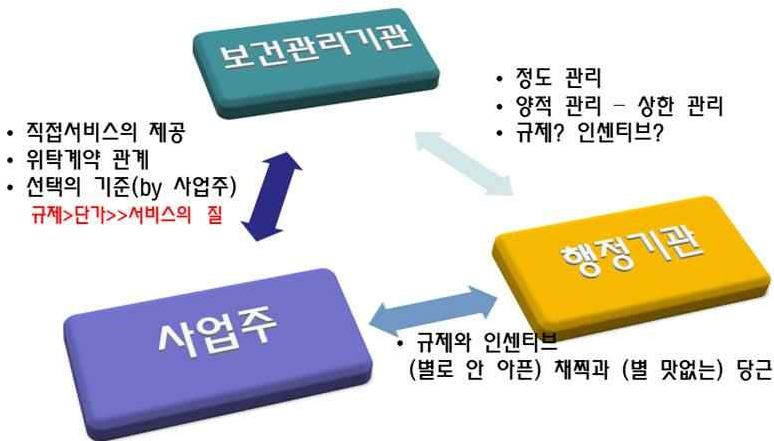 보건관리기관
• 정도 관리
• 양적 관리 – 상한 관리
• 규제? 인센티브?
• 직접서비스의 제공
• 위탁계약 관계
• 선택의 기준(by 사업주)
규제>단가>>서비스의 질
행정기관
사업주
• 규제와 인센티브
(별로 안 아픈) 채찍과 (별 맛없는) 당근